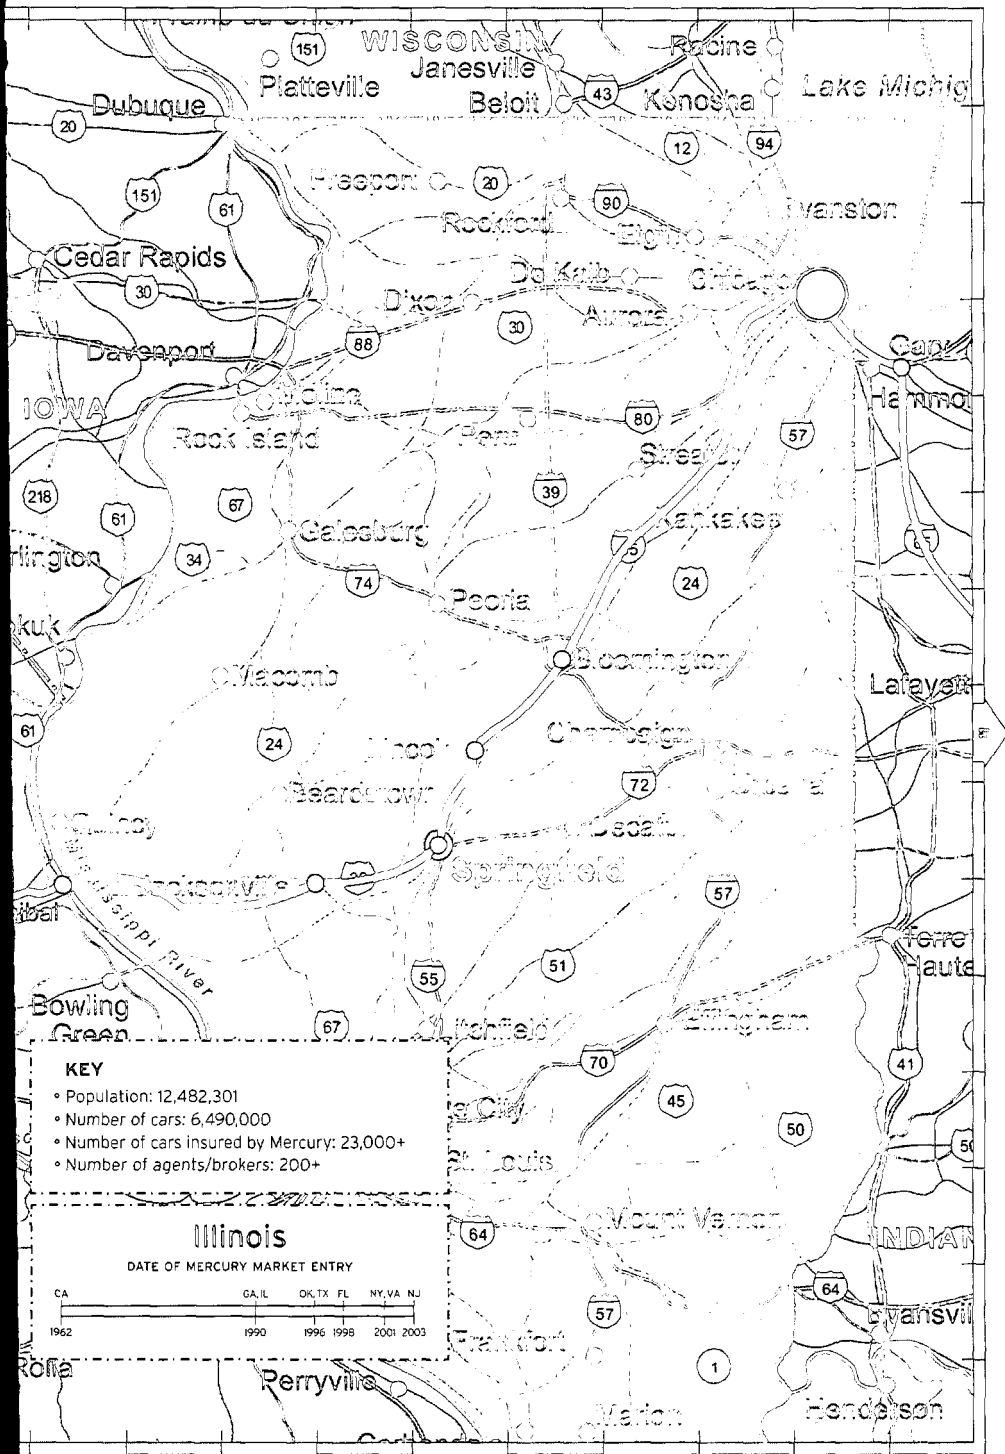 WISCONSIN
151
Platteville
Janesville
Racine
Lake Michig
Dubuque
Beloit
43
Kenosha
20
12
94
151
61
Freeport
20
Rockford
90
Elgin
Evanston
Cedar Rapids
30
De Kalb
Chicago
Dixon
30
Aurora
Davenport
88
IOWA
Moline
Rock Island
80
Peru
57
Hammo
Streator
218
61
67
39
Kankakee
34
Galesburg
rlington
74
24
Peoria
kuk
Bloomington
Macomb
Lafayett
61
24
Lincoln
Champaign
Beardstown
72
Quincy
Decatur
Springfield
Jacksonville
57
ibal
Mississippi River
Terre
Haute
55
51
Bowling
Green
67
Litchfield
Effingham
70
41
45
50
KEY
° Population: 12,482,301
° Number of cars: 6,490,000
° Number of cars insured by Mercury: 23,000+
° Number of agents/brokers: 200+
City
St. Louis
64
Mount Vernon
INDIAN
Illinois
DATE OF MERCURY MARKET ENTRY
CA GA,IL OK,TX FL NY,VA NJ
1962 1990 1996 1998 2001 2003
64
57
Evansvil
Frankfort
1
Rolla
Perryville
Henderson
Marion